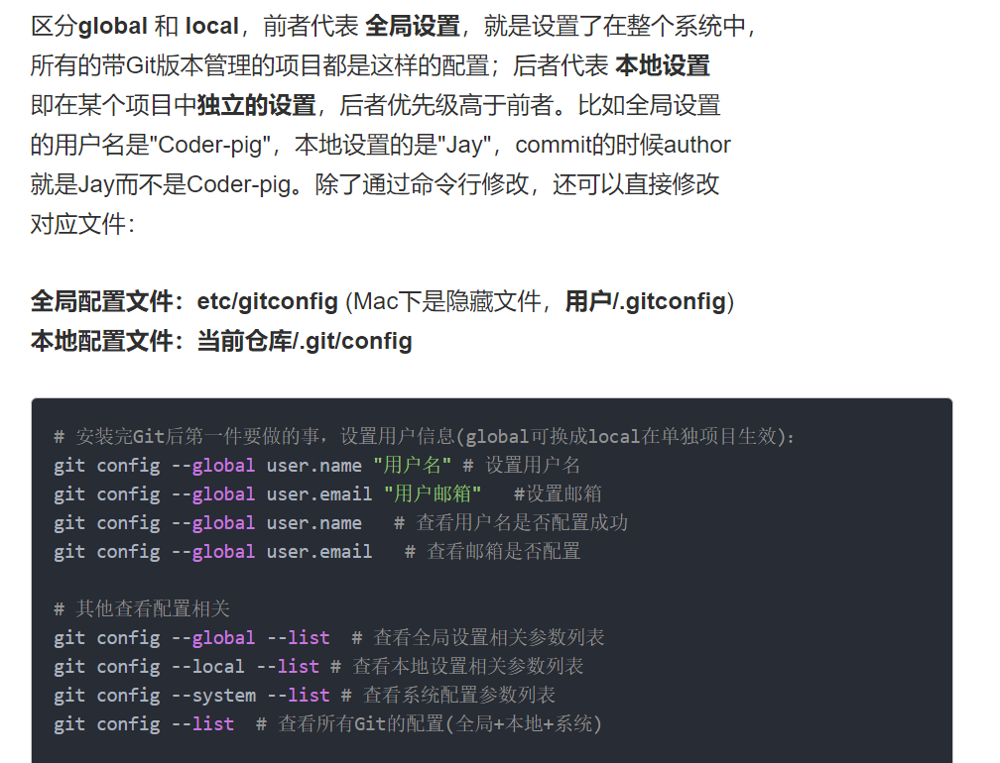 区分global 和 local，前者代表 全局设置，就是设置了在整个系统中，
所有的带Git版本管理的项目都是这样的配置；后者代表 本地设置
即在某个项目中独立的设置，后者优先级高于前者。比如全局设置
的用户名是"Coder-pig"，本地设置的是"Jay"，commit的时候author
就是Jay而不是Coder-pig。除了通过命令行修改，还可以直接修改
对应文件：
全局配置文件：etc/gitconfig (Mac下是隐藏文件，用户/.gitconfig)
本地配置文件：当前仓库/.git/config
# 安装完Git后第一件要做的事，设置用户信息(global可换成local在单独项目生效)：
git config --global user.name "用户名" # 设置用户名
git config --global user.email "用户邮箱"   #设置邮箱
git config --global user.name   # 查看用户名是否配置成功
git config --global user.email   # 查看邮箱是否配置
# 其他查看配置相关
git config --global --list  # 查看全局设置相关参数列表
git config --local --list # 查看本地设置相关参数列表
git config --system --list # 查看系统配置参数列表
git config --list  # 查看所有Git的配置(全局+本地+系统)